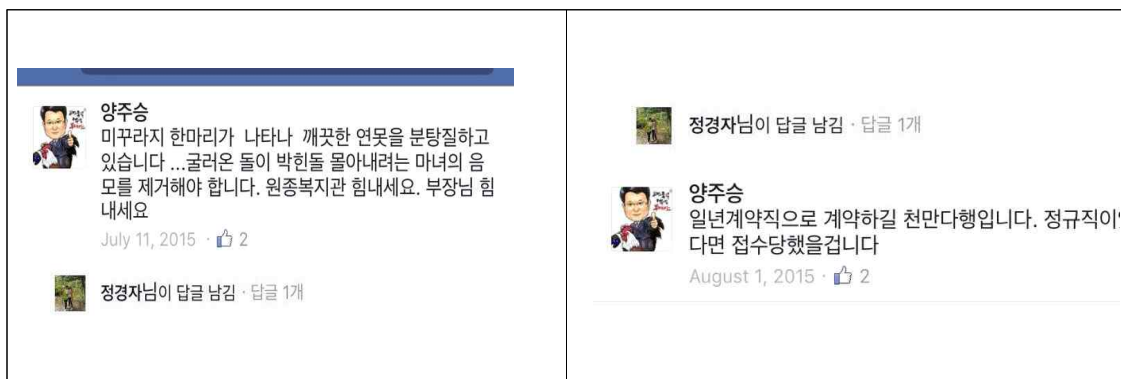 양주승
미꾸라지 한마리가 나타나 깨끗한 연못을 분탕질하고
있습니다 ...굴러온 돌이 박힌돌 몰아내려는 마녀의 음
모를 제거해야 합니다. 원종복지관 힘내세요. 부장님 힘
내세요
July 11, 2015 · 2
정경자님이 답글 남김 · 답글 1개
정경자님이 답글 남김 · 답글 1개
양주승
일년계약직으로 계약하길 천만다행입니다. 정규직이
다면 접수당했을겁니다
August 1, 2015 · 2